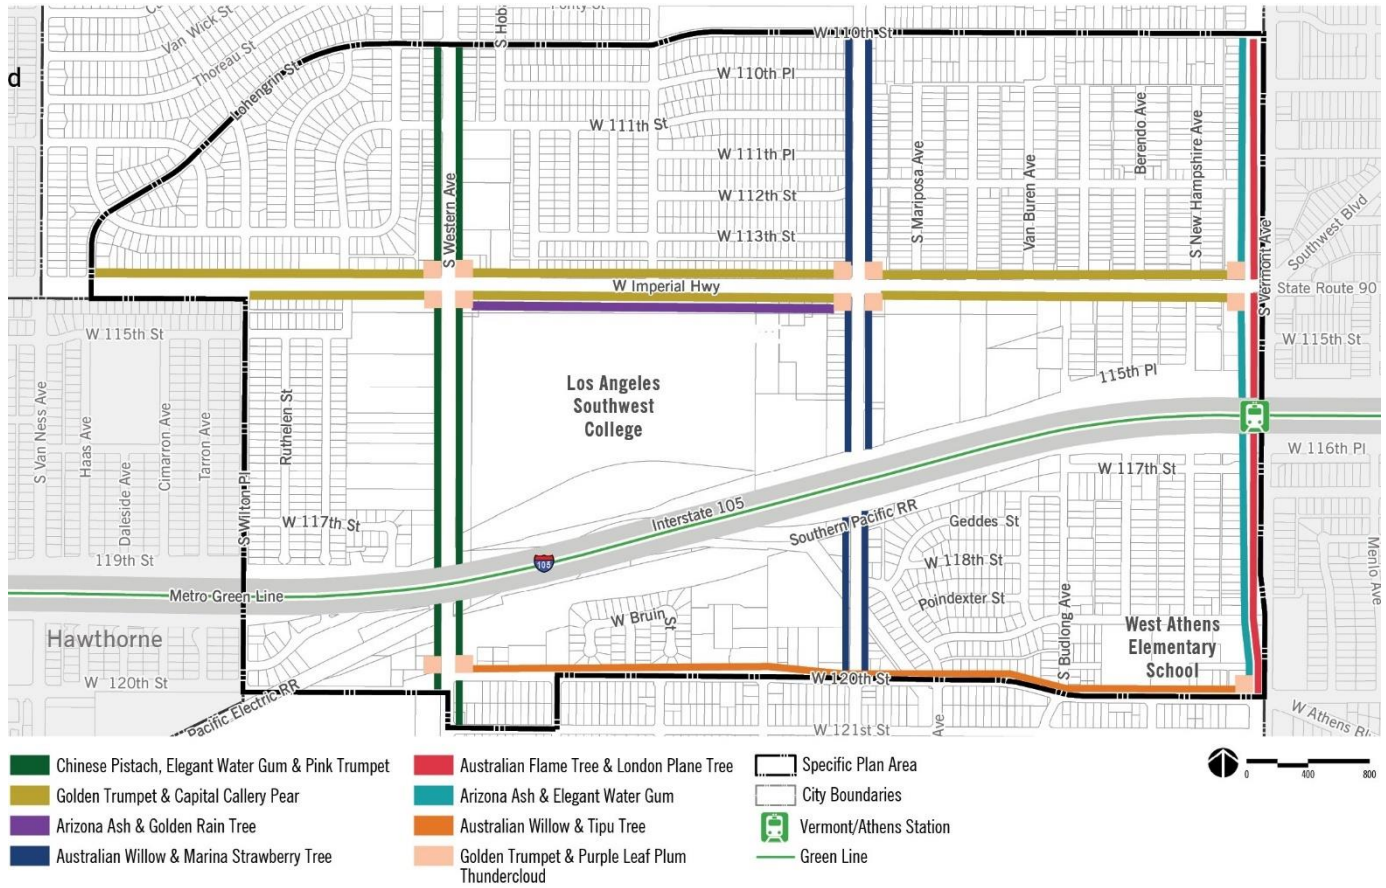 Van Wick St
S Hob
W 110th St
d
Thoreau St
W 110th Pl
Lohengrin St
W 111th St
Berendo Ave
S New Hampshire Ave
W 111th Pl
S Mariposa Ave
Van Buren Ave
W 112th St
S Western Ave
W 113th St
Southwest Blvd
S Vermont Ave
W Imperial Hwy
State Route 90
W 115th St
W 115th St
115th Pl
Los Angeles
Southwest
College
S Van Ness Ave
Haas Ave
Daleside Ave
Cimarron Ave
Tarron Ave
S Wilton Pl
Ruthelen St
W 116th Pl
W 117th St
Interstate 105
W 117th St
Southern Pacific RR
Geddes St
119th St
105
W 118th St
Mento Ave
Metro Green Line
Poindexter St
W Bruin St
S Budlong Ave
West Athens
Elementary
School
Hawthorne
W 120th St
W 120th St
Pacific Electric RR
W 121st St
Ave
W Athens Bl
Chinese Pistach, Elegant Water Gum & Pink Trumpet
Golden Trumpet & Capital Callery Pear
Arizona Ash & Golden Rain Tree
Australian Willow & Marina Strawberry Tree
Australian Flame Tree & London Plane Tree
Arizona Ash & Elegant Water Gum
Australian Willow & Tipu Tree
Golden Trumpet & Purple Leaf Plum
Thundercloud
Specific Plan Area
City Boundaries
Vermont/Athens Station
Green Line
0 400 800